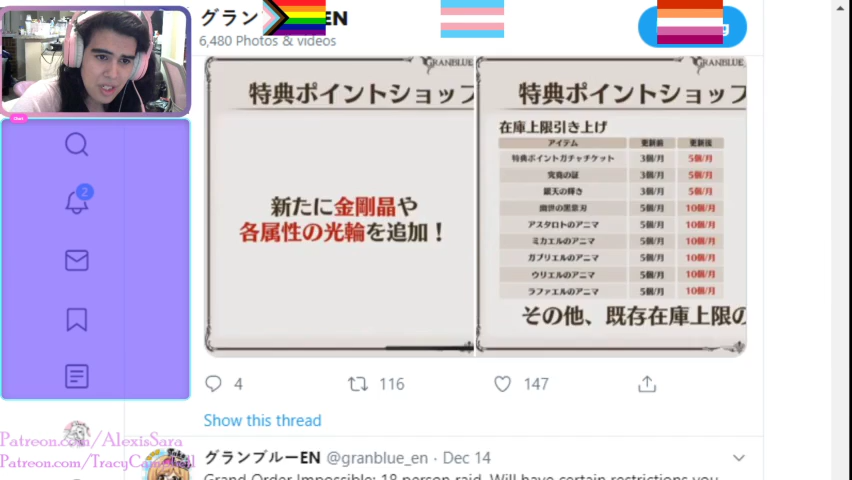 グラン EN
6,480 Photos & videos
GRANBLUE
特典ポイントショップ
新たに金剛晶や
各属性の光輪を追加！
GRANBLUE
特典ポイントショップ
在庫上限引き上げ
アイテム 更新前 更新後
特典ポイントガチャチケット 3個/月 5個/月
究竟の証 3個/月 5個/月
銀天の輝き 3個/月 5個/月
5個/月 10個/月
アスタロトのアニマ 5個/月 10個/月
ミカエルのアニマ 5個/月 10個/月
ガブリエルのアニマ 5個/月 10個/月
ウリエルのアニマ 5個/月 10個/月
ラファエルのアニマ 5個/月 10個/月
その他、既存在庫上限の
2
4 116 147
Show this thread
Patreon.com/AlexisSara
Patreon.com/TracyCam
グランブルーEN @granblue_en · Dec 14
Grand Order Impossible: 18 person raid. Will have certain restrictions you